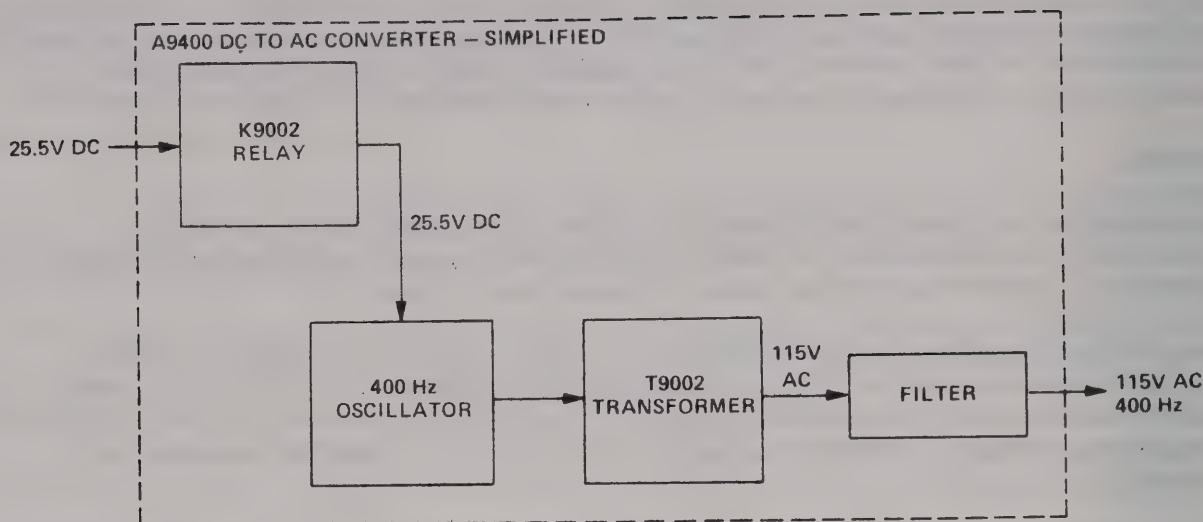 A9400 DC TO AC CONVERTER – SIMPLIFIED
25.5V DC
K9002
RELAY
25.5V DC
400 Hz
OSCILLATOR
T9002
TRANSFORMER
115V
AC
FILTER
115V AC
400 Hz